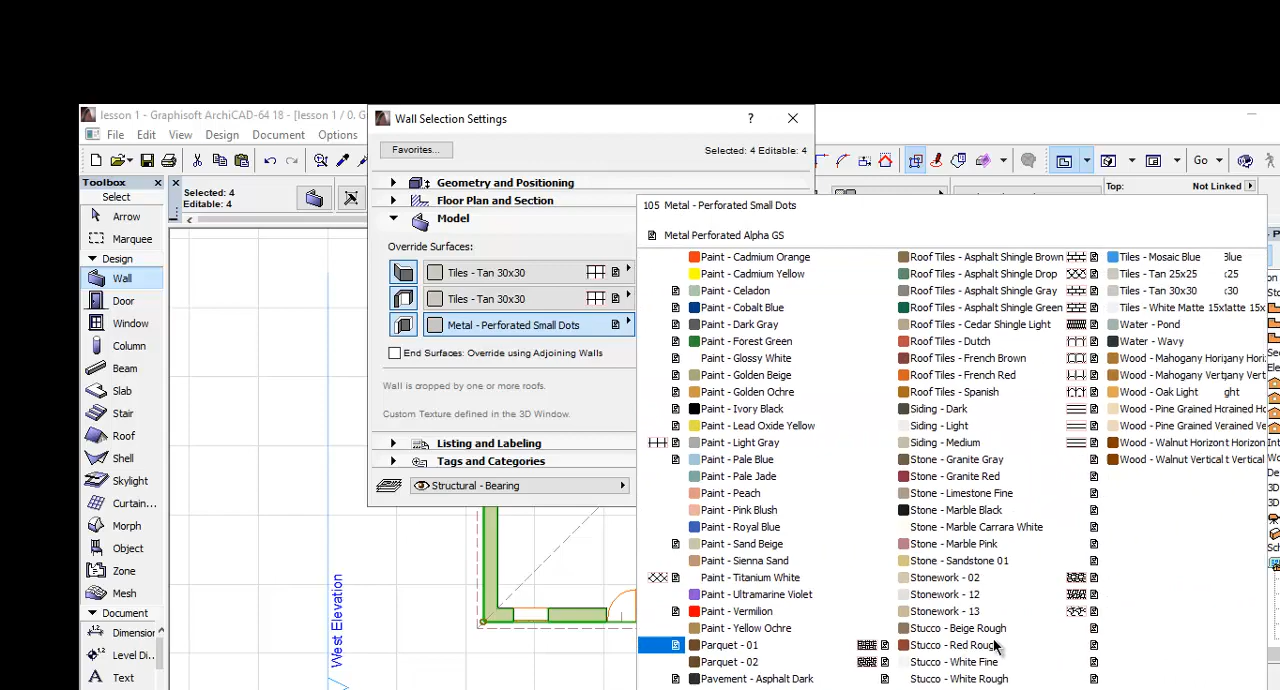 lesson 1 - Graphisoft ArchiCAD-64 18 - [lesson 1 / 0. G
File Edit View Design Document Options
Wall Selection Settings
?
Favorites...
Selected: 4 Editable: 4
Geometry and Positioning
Floor Plan and Section
Model
Override Surfaces:
Tiles - Tan 30x30
Tiles - Tan 30x30
Metal - Perforated Small Dots
End Surfaces: Override using Adjoining Walls
Wall is cropped by one or more roofs.
Custom Texture defined in the 3D Window.
Listing and Labeling
Tags and Categories
Structural - Bearing
Go
Top:
Not Linked
Toolbox
Select
Arrow
Marquee
Design
Wall
Door
Window
Column
Beam
Slab
Stair
Roof
Shell
Skylight
Curtain...
Morph
Object
Zone
Mesh
Document
Dimensior
Level Di...
Text
Selected: 4
Editable: 4
West Elevation
105 Metal - Perforated Small Dots
Metal Perforated Alpha GS
Paint - Cadmium Orange
Paint - Cadmium Yellow
Paint - Celadon
Paint - Cobalt Blue
Paint - Dark Gray
Paint - Forest Green
Paint - Glossy White
Paint - Golden Beige
Paint - Golden Ochre
Paint - Ivory Black
Paint - Lead Oxide Yellow
Paint - Light Gray
Paint - Pale Blue
Paint - Pale Jade
Paint - Peach
Paint - Pink Blush
Paint - Royal Blue
Paint - Sand Beige
Paint - Sienna Sand
Paint - Titanium White
Paint - Ultramarine Violet
Paint - Vermilion
Paint - Yellow Ochre
Parquet - 01
Parquet - 02
Pavement - Asphalt Dark
Roof Tiles - Asphalt Shingle Brown
Roof Tiles - Asphalt Shingle Drop
Roof Tiles - Asphalt Shingle Gray
Roof Tiles - Asphalt Shingle Green
Roof Tiles - Cedar Shingle Light
Roof Tiles - Dutch
Roof Tiles - French Brown
Roof Tiles - French Red
Roof Tiles - Spanish
Siding - Dark
Siding - Light
Siding - Medium
Stone - Granite Gray
Stone - Granite Red
Stone - Limestone Fine
Stone - Marble Black
Stone - Marble Carrara White
Stone - Marble Pink
Stone - Sandstone 01
Stonework - 02
Stonework - 12
Stonework - 13
Stucco - Beige Rough
Stucco - Red Rough
Stucco - White Fine
Stucco - White Rough
Tiles - Mosaic Blue
Tiles - Tan 25x25
Tiles - Tan 30x30
Tiles - White Matte 15x
Water - Pond
Water - Wavy
Wood - Mahogany Hori
Wood - Mahogany Vert
Wood - Oak Light
Wood - Pine Grained H
Wood - Pine Grained Ve
Wood - Walnut Horizont
Wood - Walnut Vertical